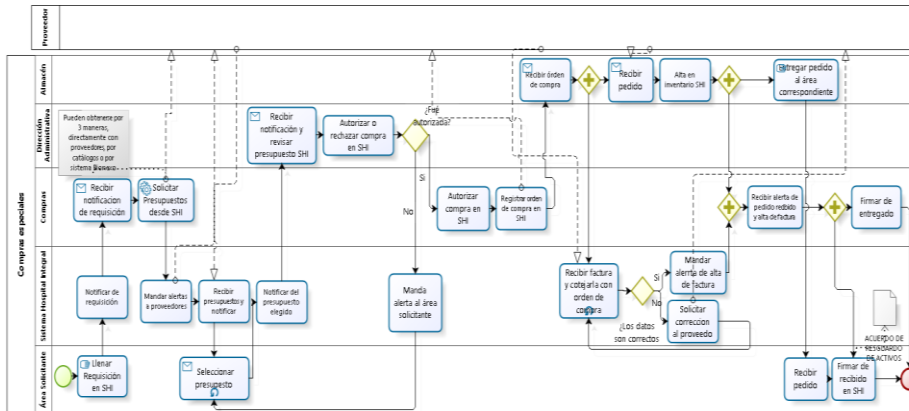 Proveedor
Compras especiales
Almacén
Recibir órden
de compra
Recibir
pedido
Alta en
inventario SHI
Entregar pedido
al área
correspondiente
Dirección
Administrativa
Pueden obtenerse por
3 maneras,
directamente con
proveedores, por
catálogos o por
sistema
Recibir
notificación y
revisar
presupuesto SHI
Autorizar o
rechazar compra
en SHI
¿Fué
autorizada?
Si
No
Compras
Recibir
notificacion de
requisición
Solicitar
Presupuestos
desde SHI
Autorizar
compra en
SHI
Registrar orden
de compra en
SHI
Recibir alerta de
pedido recibido
y alta de factura
Firmar de
entregado
Sistema Hospital Integral
Notificar de
requisición
Mandar alertas
a proveedores
Recibir
presupuestos y
notificar
Notificar del
presupuesto
elegido
Manda
alerta al área
solicitante
Recibir factura
y cotejarla con
orden de
compra
Si
No
¿Los datos
son correctos
Mandar
alerta de alta
de factura
Solicitar
corrección
al proveedo
ACUERDO DE
RESGUARDO
DE ACTIVOS
Área Solicitante
Llenar
Requisición
en SHI
Seleccionar
presupuesto
Recibir
pedido
Firmar de
recibido
en SHI